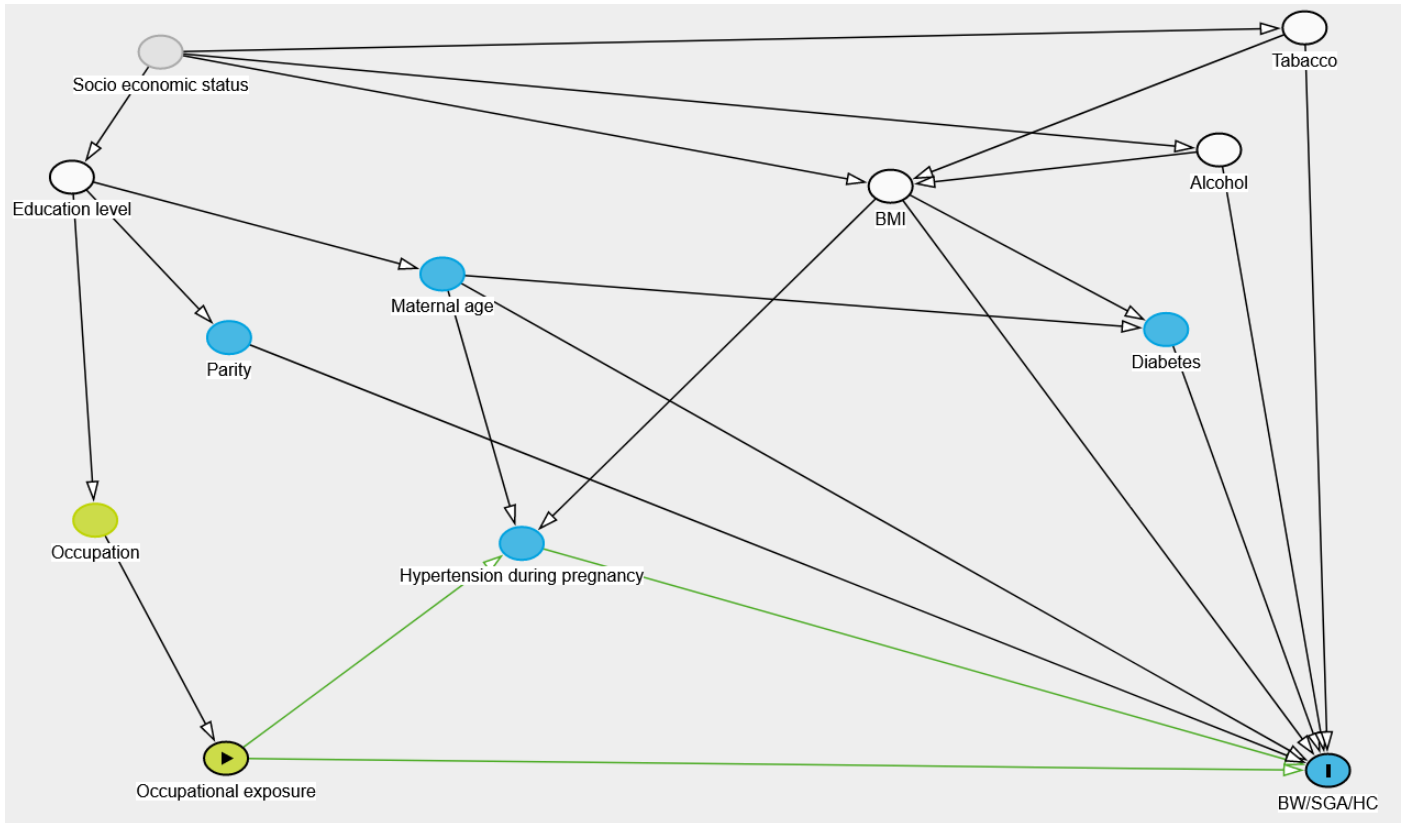 Tabacco
Socio economic status
Alcohol
Education level
BMI
Maternal age
Parity
Diabetes
Occupation
Hypertension during pregnancy
Occupational exposure
BW/SGA/HC